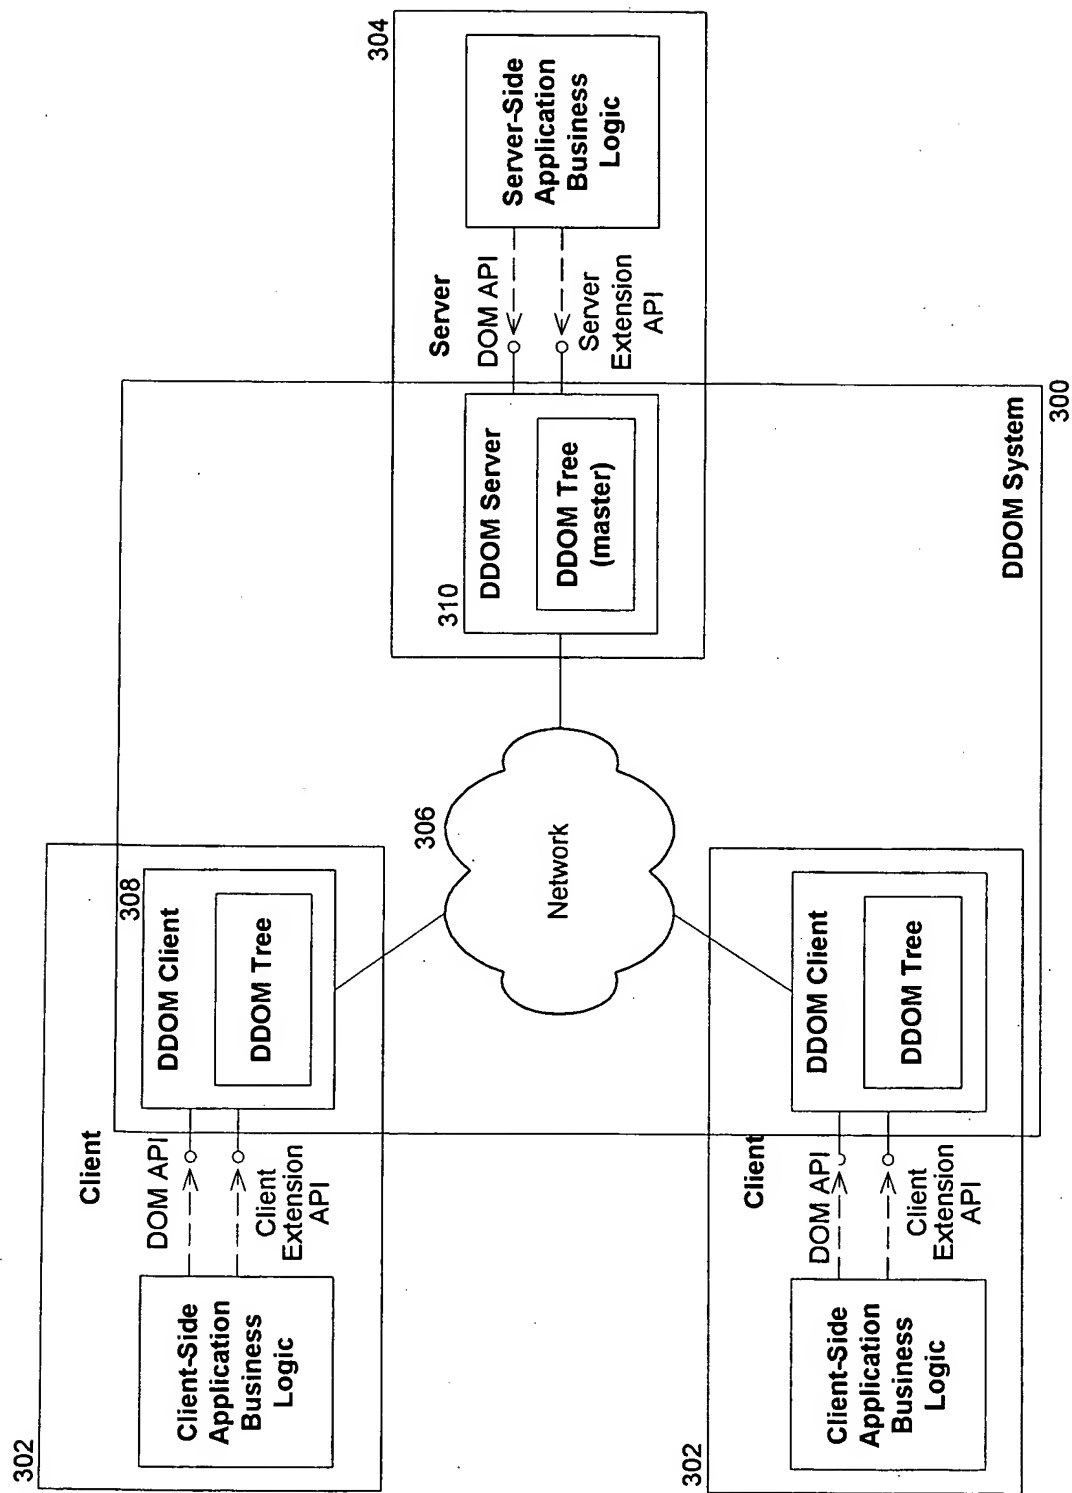 302
Client
Client-Side
Application
Business
Logic
DOM API
Client
Extension
API
308
DDOM Client
DDOM Tree
306
Network
310
DDOM Server
DDOM Tree
(master)
Server
304
DOM API
Server
Extension
API
Server-Side
Application
Business
Logic
302
Client
Client-Side
Application
Business
Logic
DOM API
Client
Extension
API
DDOM Client
DDOM Tree
DDOM System
300